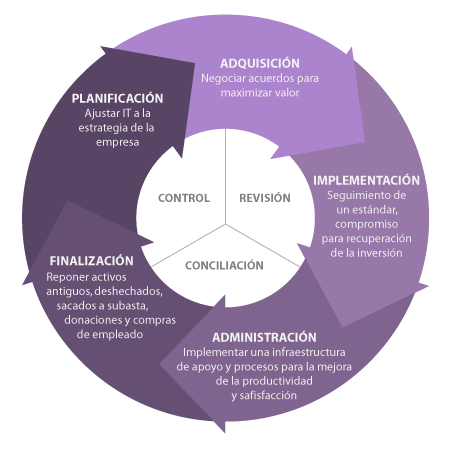 ADQUISICIÓN
Negociar acuerdos para
maximizar valor
PLANIFICACIÓN
Ajustar IT a la
estrategia de la
empresa
IMPLEMENTACIÓN
Seguimiento de
un estándar,
compromiso
para recuperación
de la inversión
CONTROL
REVISIÓN
CONCILIACIÓN
FINALIZACIÓN
Reponer activos
antiguos, deshechados,
sacados a subasta,
donaciones y compras
de empleado
ADMINISTRACIÓN
Implementar una infraestructura
de apoyo y procesos para la mejora
de la productividad
y safisfacción